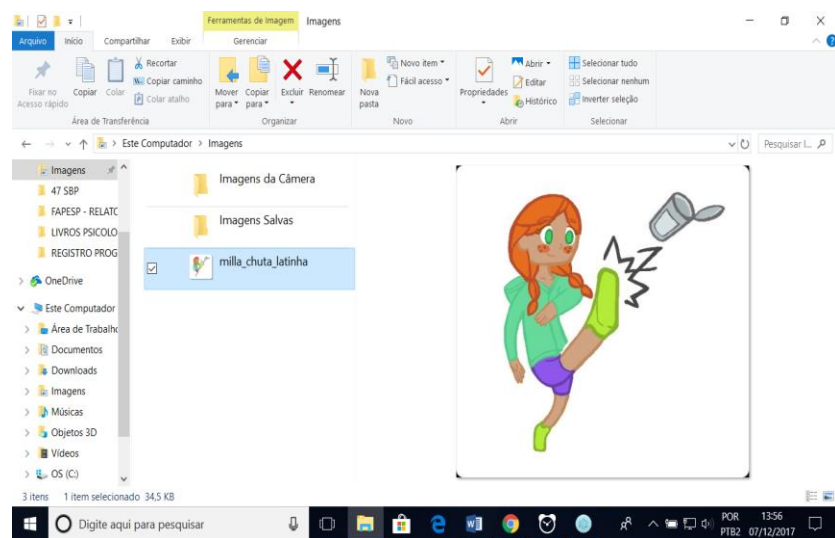 Ferramentas de Imagem Imagens
Arquivo Início Compartilhar Exibir Gerenciar
Fixar no Acesso rápido
Copiar
Colar
Recortar
Copiar caminho
Colar atalho
Área de Transferência
Mover para
Copiar para
Excluir
Renomear
Organizar
Nova pasta
Novo item
Fácil acesso
Novo
Propriedades
Abrir
Editar
Histórico
Abrir
Selecionar tudo
Selecionar nenhum
Inverter seleção
Selecionar
Este Computador > Imagens
Pesquisar I...
Imagens
47 SBP
FAPESP - RELATC
LIVROS PSICOLO
REGISTRO PROG
OneDrive
Este Computador
Área de Trabalho
Documentos
Downloads
Imagens
Músicas
Objetos 3D
Vídeos
OS (C:)
Imagens da Câmera
Imagens Salvas
milla_chuta_latinha
3 itens 1 item selecionado 34,5 KB
Digite aqui para pesquisar
POR 13:56
PTB2 07/12/2017